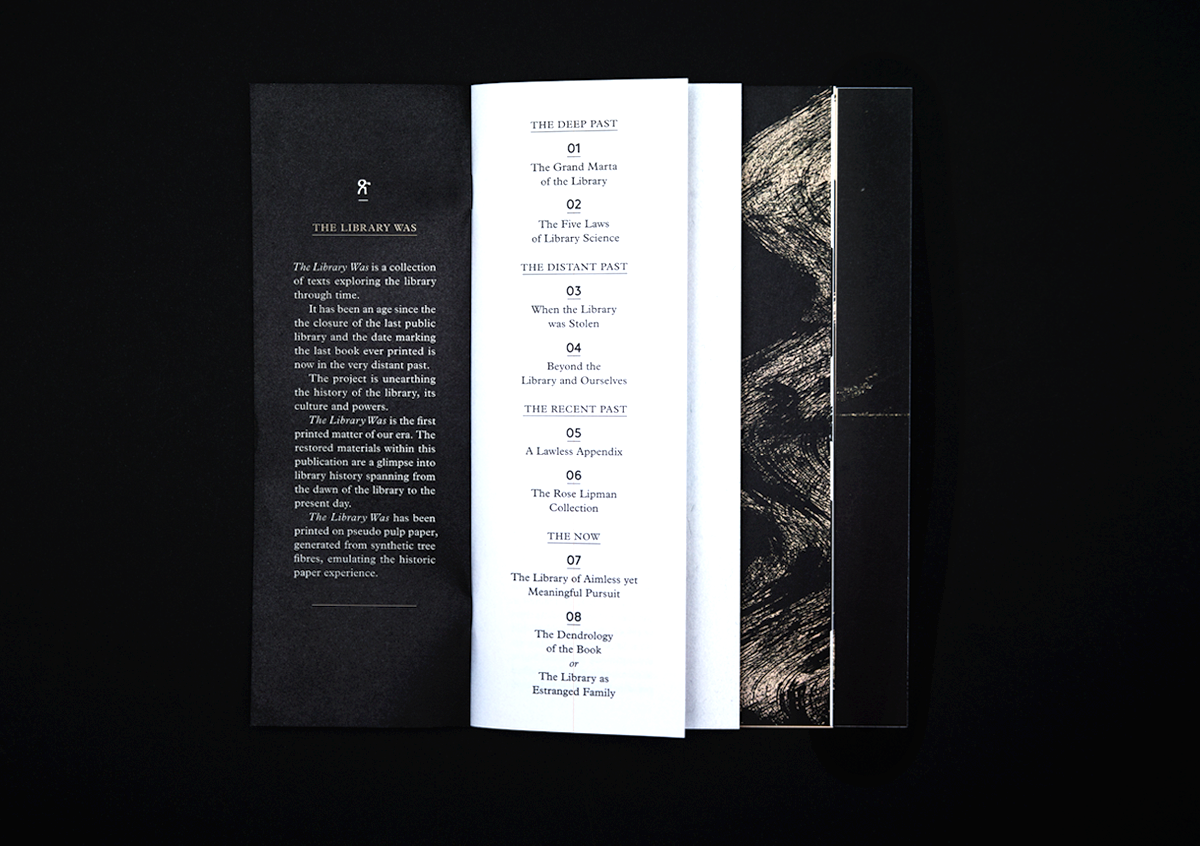 THE LIBRARY WAS
The Library Was is a collection
of texts exploring the library
through time.
It has been an age since the
the closure of the last public
library and the date marking
the last book ever printed is
now in the very distant past.
The project is unearthing
the history of the library, its
culture and powers.
The Library Was is the first
printed matter of our era. The
restored materials within this
publication are a glimpse into
library history spanning from
the dawn of the library to the
present day.
The Library Was has been
printed on pseudo pulp paper,
generated from synthetic tree
fibres, emulating the historic
paper experience.
THE DEEP PAST
01
The Grand Marta
of the Library
02
The Five Laws
of Library Science
THE DISTANT PAST
03
When the Library
was Stolen
04
Beyond the
Library and Ourselves
THE RECENT PAST
05
A Lawless Appendix
06
The Rose Lipman
Collection
THE NOW
07
The Library of Aimless yet
Meaningful Pursuit
08
The Dendrology
of the Book
or
The Library as
Estranged Family